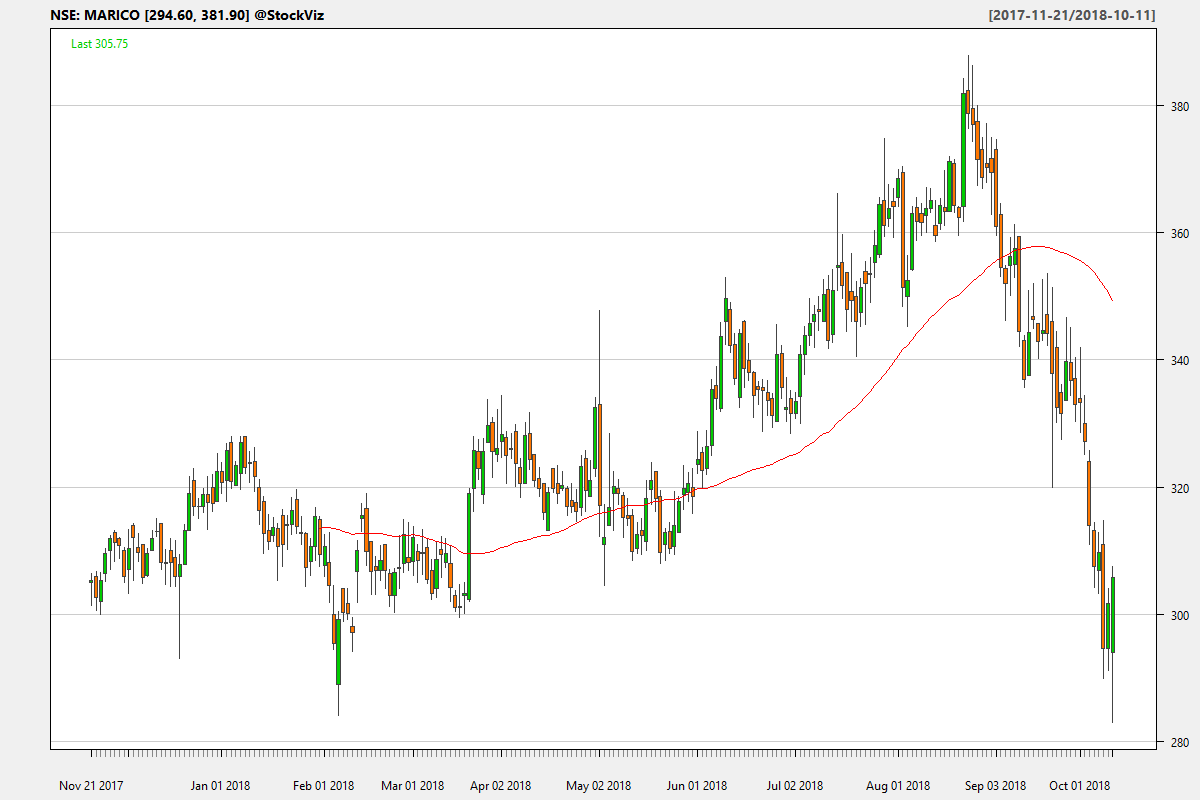 NSE: MARICO [294.60, 381.90] @StockViz [2017-11-21/2018-10-11]
Last 305.75
380
360
340
320
300
280
Nov 21 2017 Jan 01 2018 Feb 01 2018 Mar 01 2018 Apr 02 2018 May 02 2018 Jun 01 2018 Jul 02 2018 Aug 01 2018 Sep 03 2018 Oct 01 2018